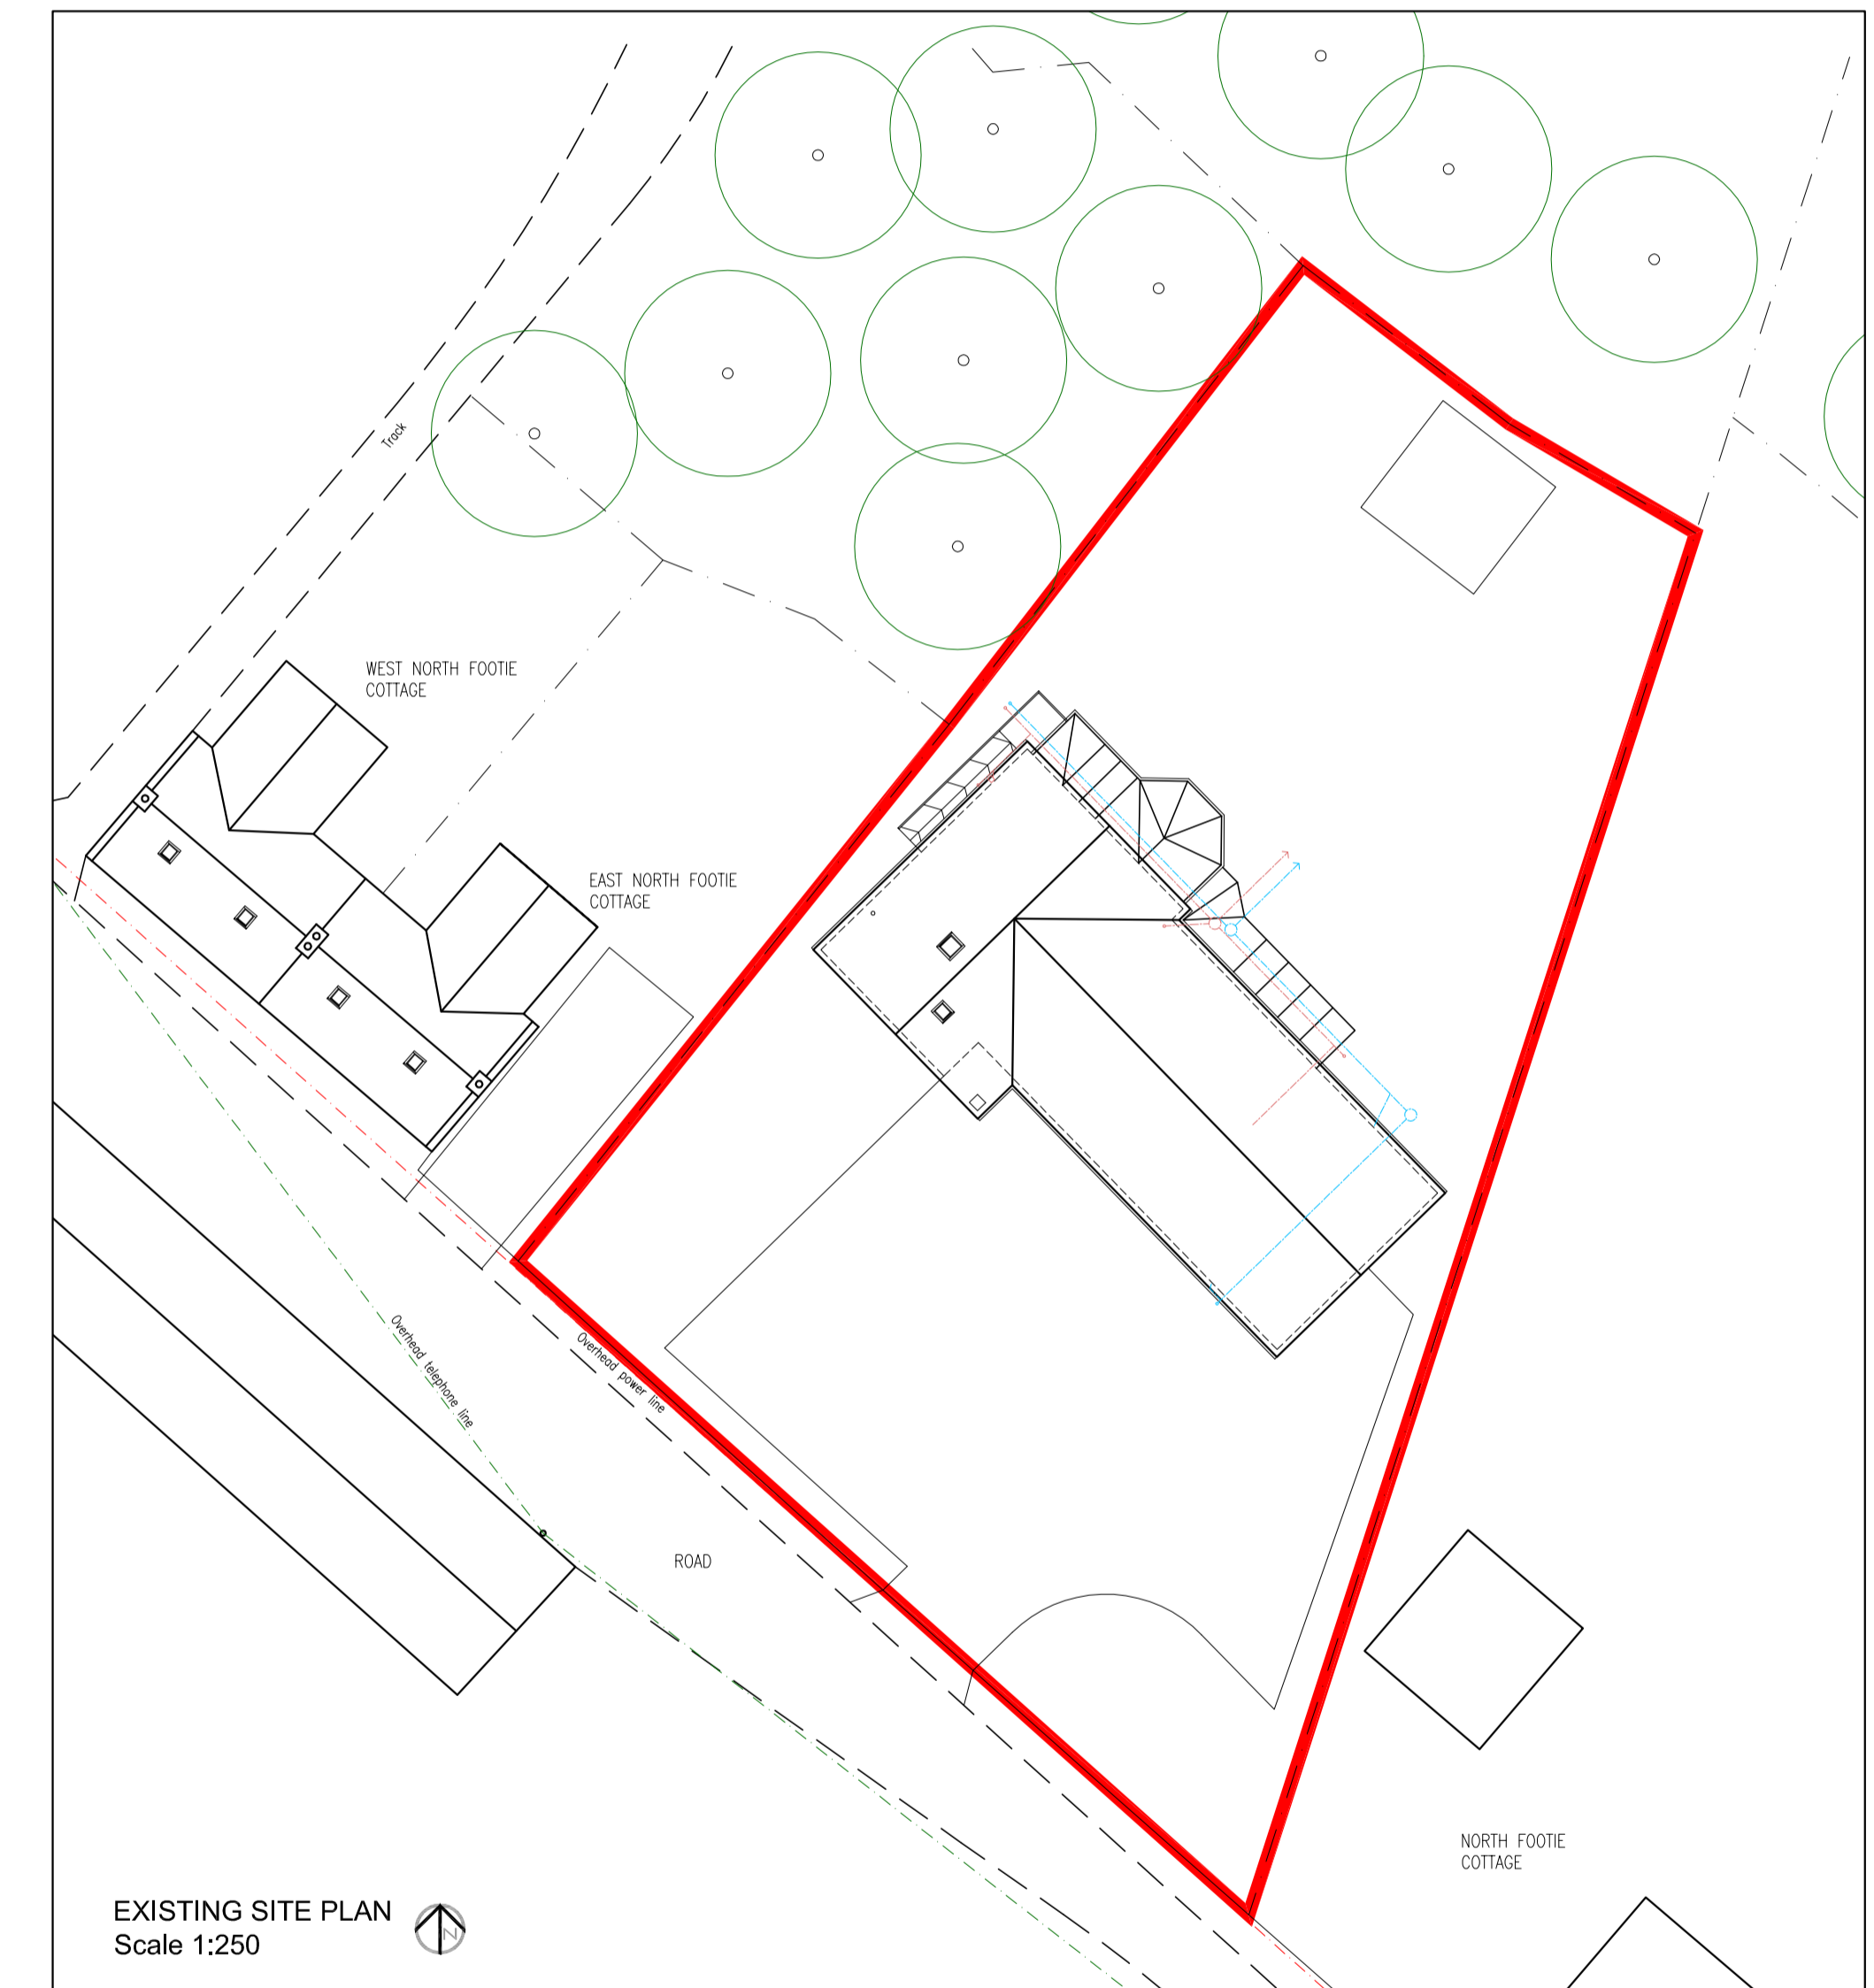 Track
WEST NORTH FOOTIE
COTTAGE
EAST NORTH FOOTIE
COTTAGE
Overhead telephone line
Overhead power line
ROAD
NORTH FOOTIE
COTTAGE
EXISTING SITE PLAN
Scale 1:250
N